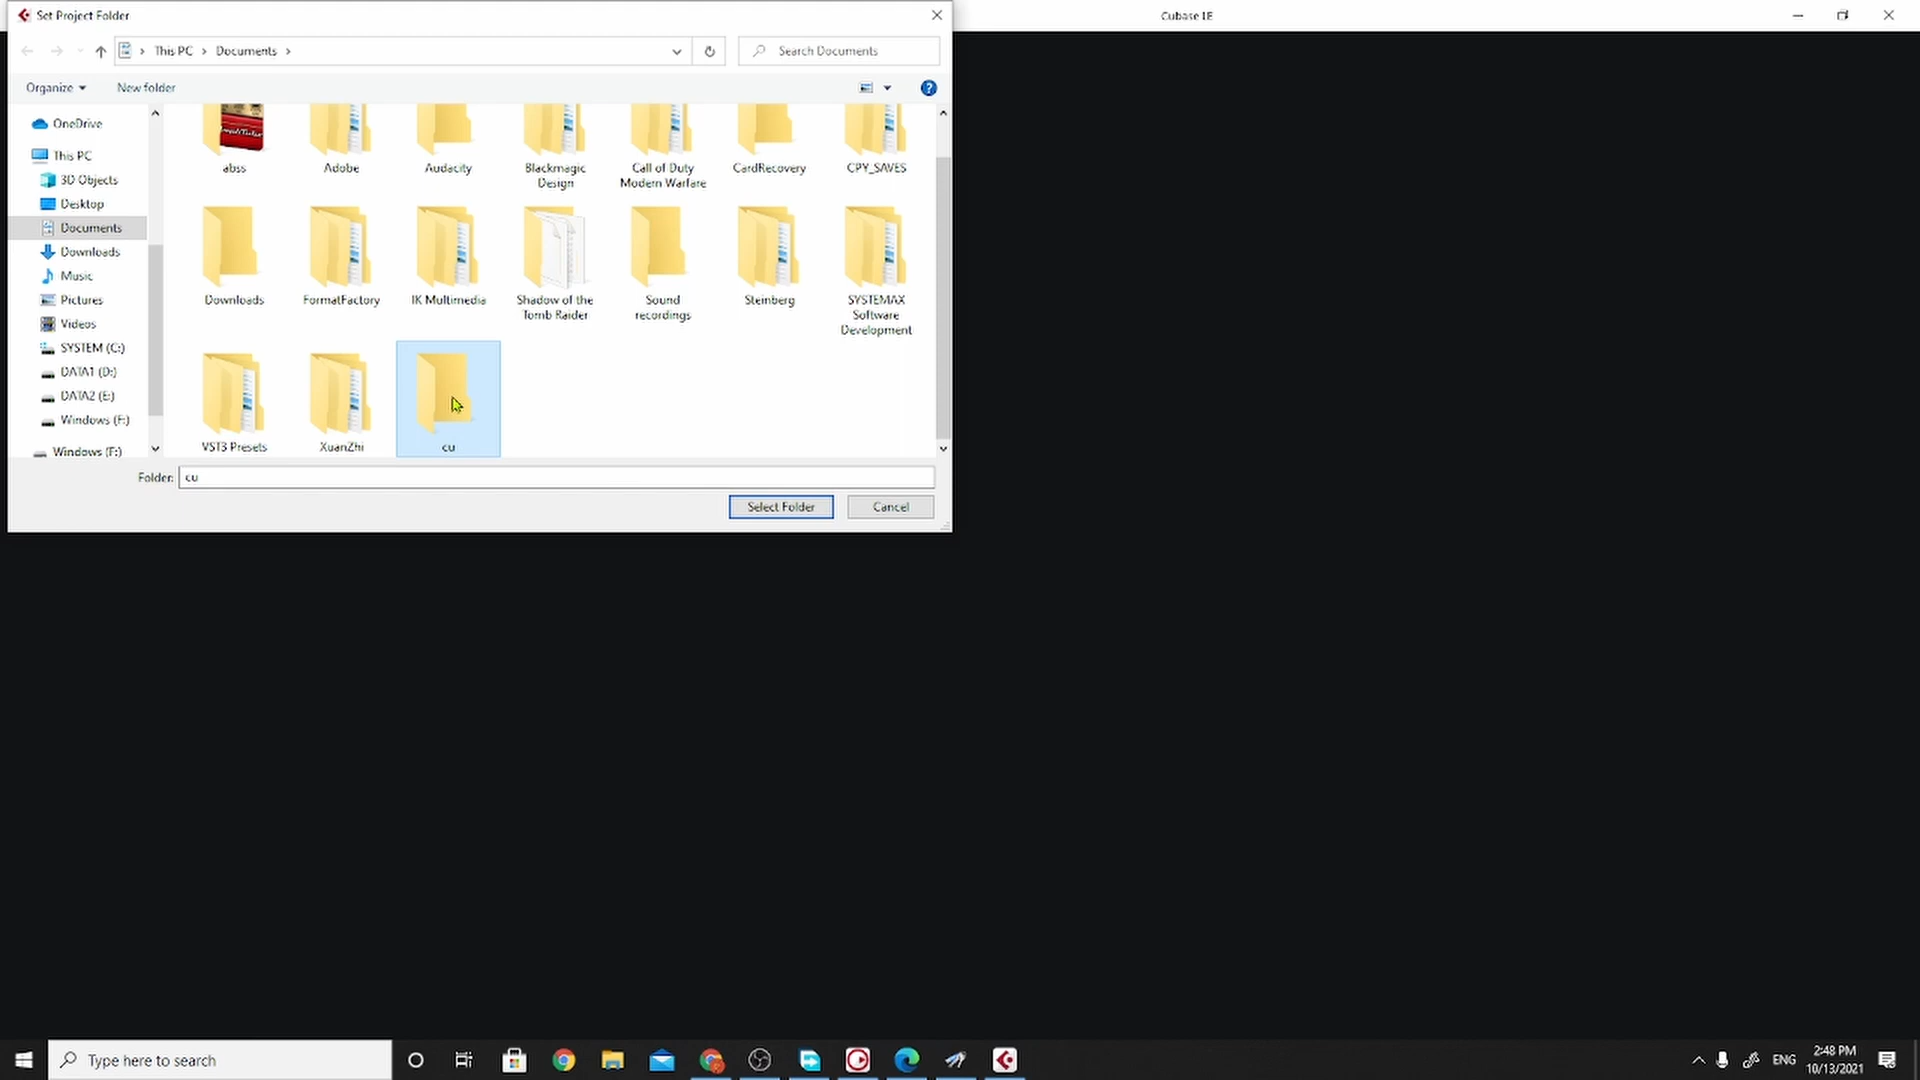 Set Project Folder
Cubase IE
This PC
Documents
Search Documents
Organize
New folder
OneDrive
This PC
3D Objects
Desktop
Documents
Downloads
Music
Pictures
Videos
SYSTEM (C:)
DATA1 (D:)
DATA2 (E:)
Windows (F:)
Windows (F:)
abss
Adobe
Audacity
Blackmagic
Design
Call of Duty
Modern Warfare
CardRecovery
CPY_SAVES
Downloads
FormatFactory
IK Multimedia
Shadow of the
Tomb Raider
Sound
recordings
Steinberg
SYSTEMAX
Software
Development
VST3 Presets
XuanZhi
cu
Folder: cu
Select Folder
Cancel
Type here to search
ENG
2:48 PM
10/13/2021